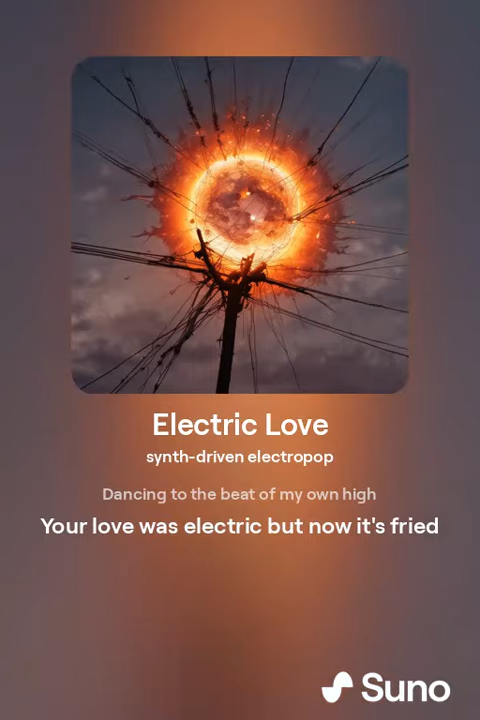 Electric Love
synth-driven electropop
Dancing to the beat of my own high
Your love was electric but now it's fried
Suno